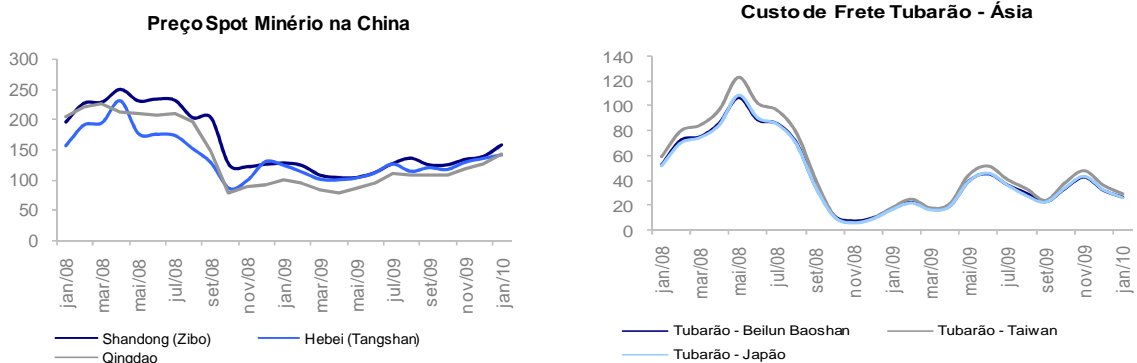 Preço Spot Minério na China
300
250
200
150
100
50
0
jan/08
mar/08
mai/08
jul/08
set/08
nov/08
jan/09
mar/09
mai/09
jul/09
set/09
nov/09
jan/10
Shandong (Zibo)
Hebei (Tangshan)
Qingdao
Custo de Frete Tubarão - Ásia
140
120
100
80
60
40
20
0
jan/08
mar/08
mai/08
jul/08
set/08
nov/08
jan/09
mar/09
mai/09
jul/09
set/09
nov/09
jan/10
Tubarão - Beilun Baoshan
Tubarão - Taiwan
Tubarão - Japão